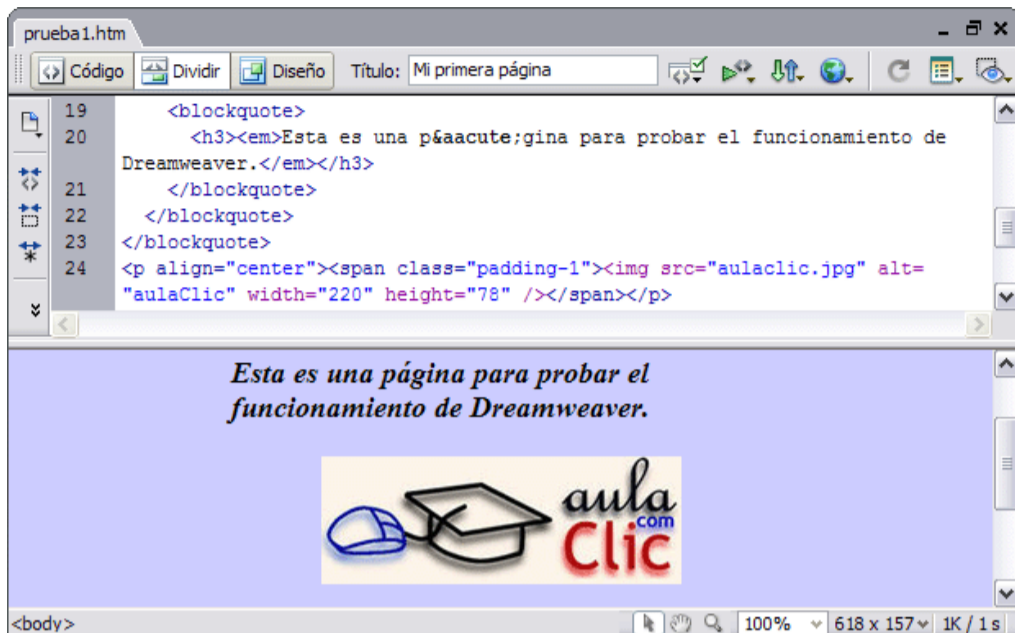 prueba1.htm
Código Dividir Diseño Título: Mi primera página
19 <blockquote>
20 <h3><em>Esta es una p&aacute;gina para probar el funcionamiento de
Dreamweaver.</em></h3>
21 </blockquote>
22 </blockquote>
23 </blockquote>
24 <p align="center"><span class="padding-1"><img src="aulaclic.jpg" alt=
"aulaClic" width="220" height="78" /></span></p>
Esta es una página para probar el
funcionamiento de Dreamweaver.
aula
.com
Clic
<body> 100% 618 x 157 1K / 1 s